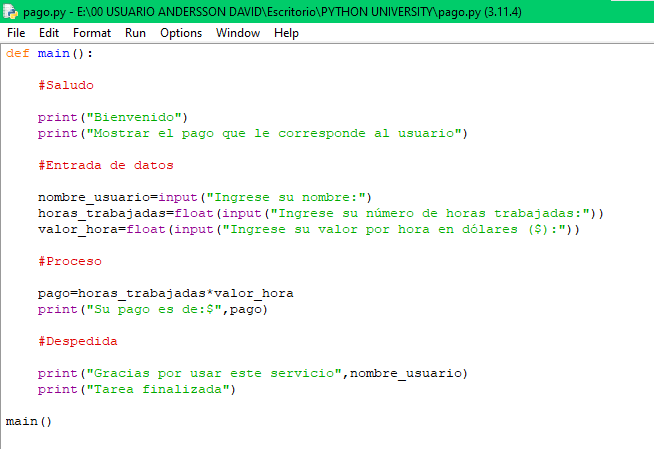 pago.py - E:\00 USUARIO ANDERSSON DAVID\Escritorio\PYTHON UNIVERSITY\pago.py (3.11.4)
File Edit Format Run Options Window Help
def main():
    #Saludo
    print("Bienvenido")
    print("Mostrar el pago que le corresponde al usuario")
    #Entrada de datos
    nombre_usuario=input("Ingrese su nombre:")
    horas_trabajadas=float(input("Ingrese su número de horas trabajadas:"))
    valor_hora=float(input("Ingrese su valor por hora en dólares ($):"))
    #Proceso
    pago=horas_trabajadas*valor_hora
    print("Su pago es de:$",pago)
    #Despedida
    print("Gracias por usar este servicio",nombre_usuario)
    print("Tarea finalizada")
main()